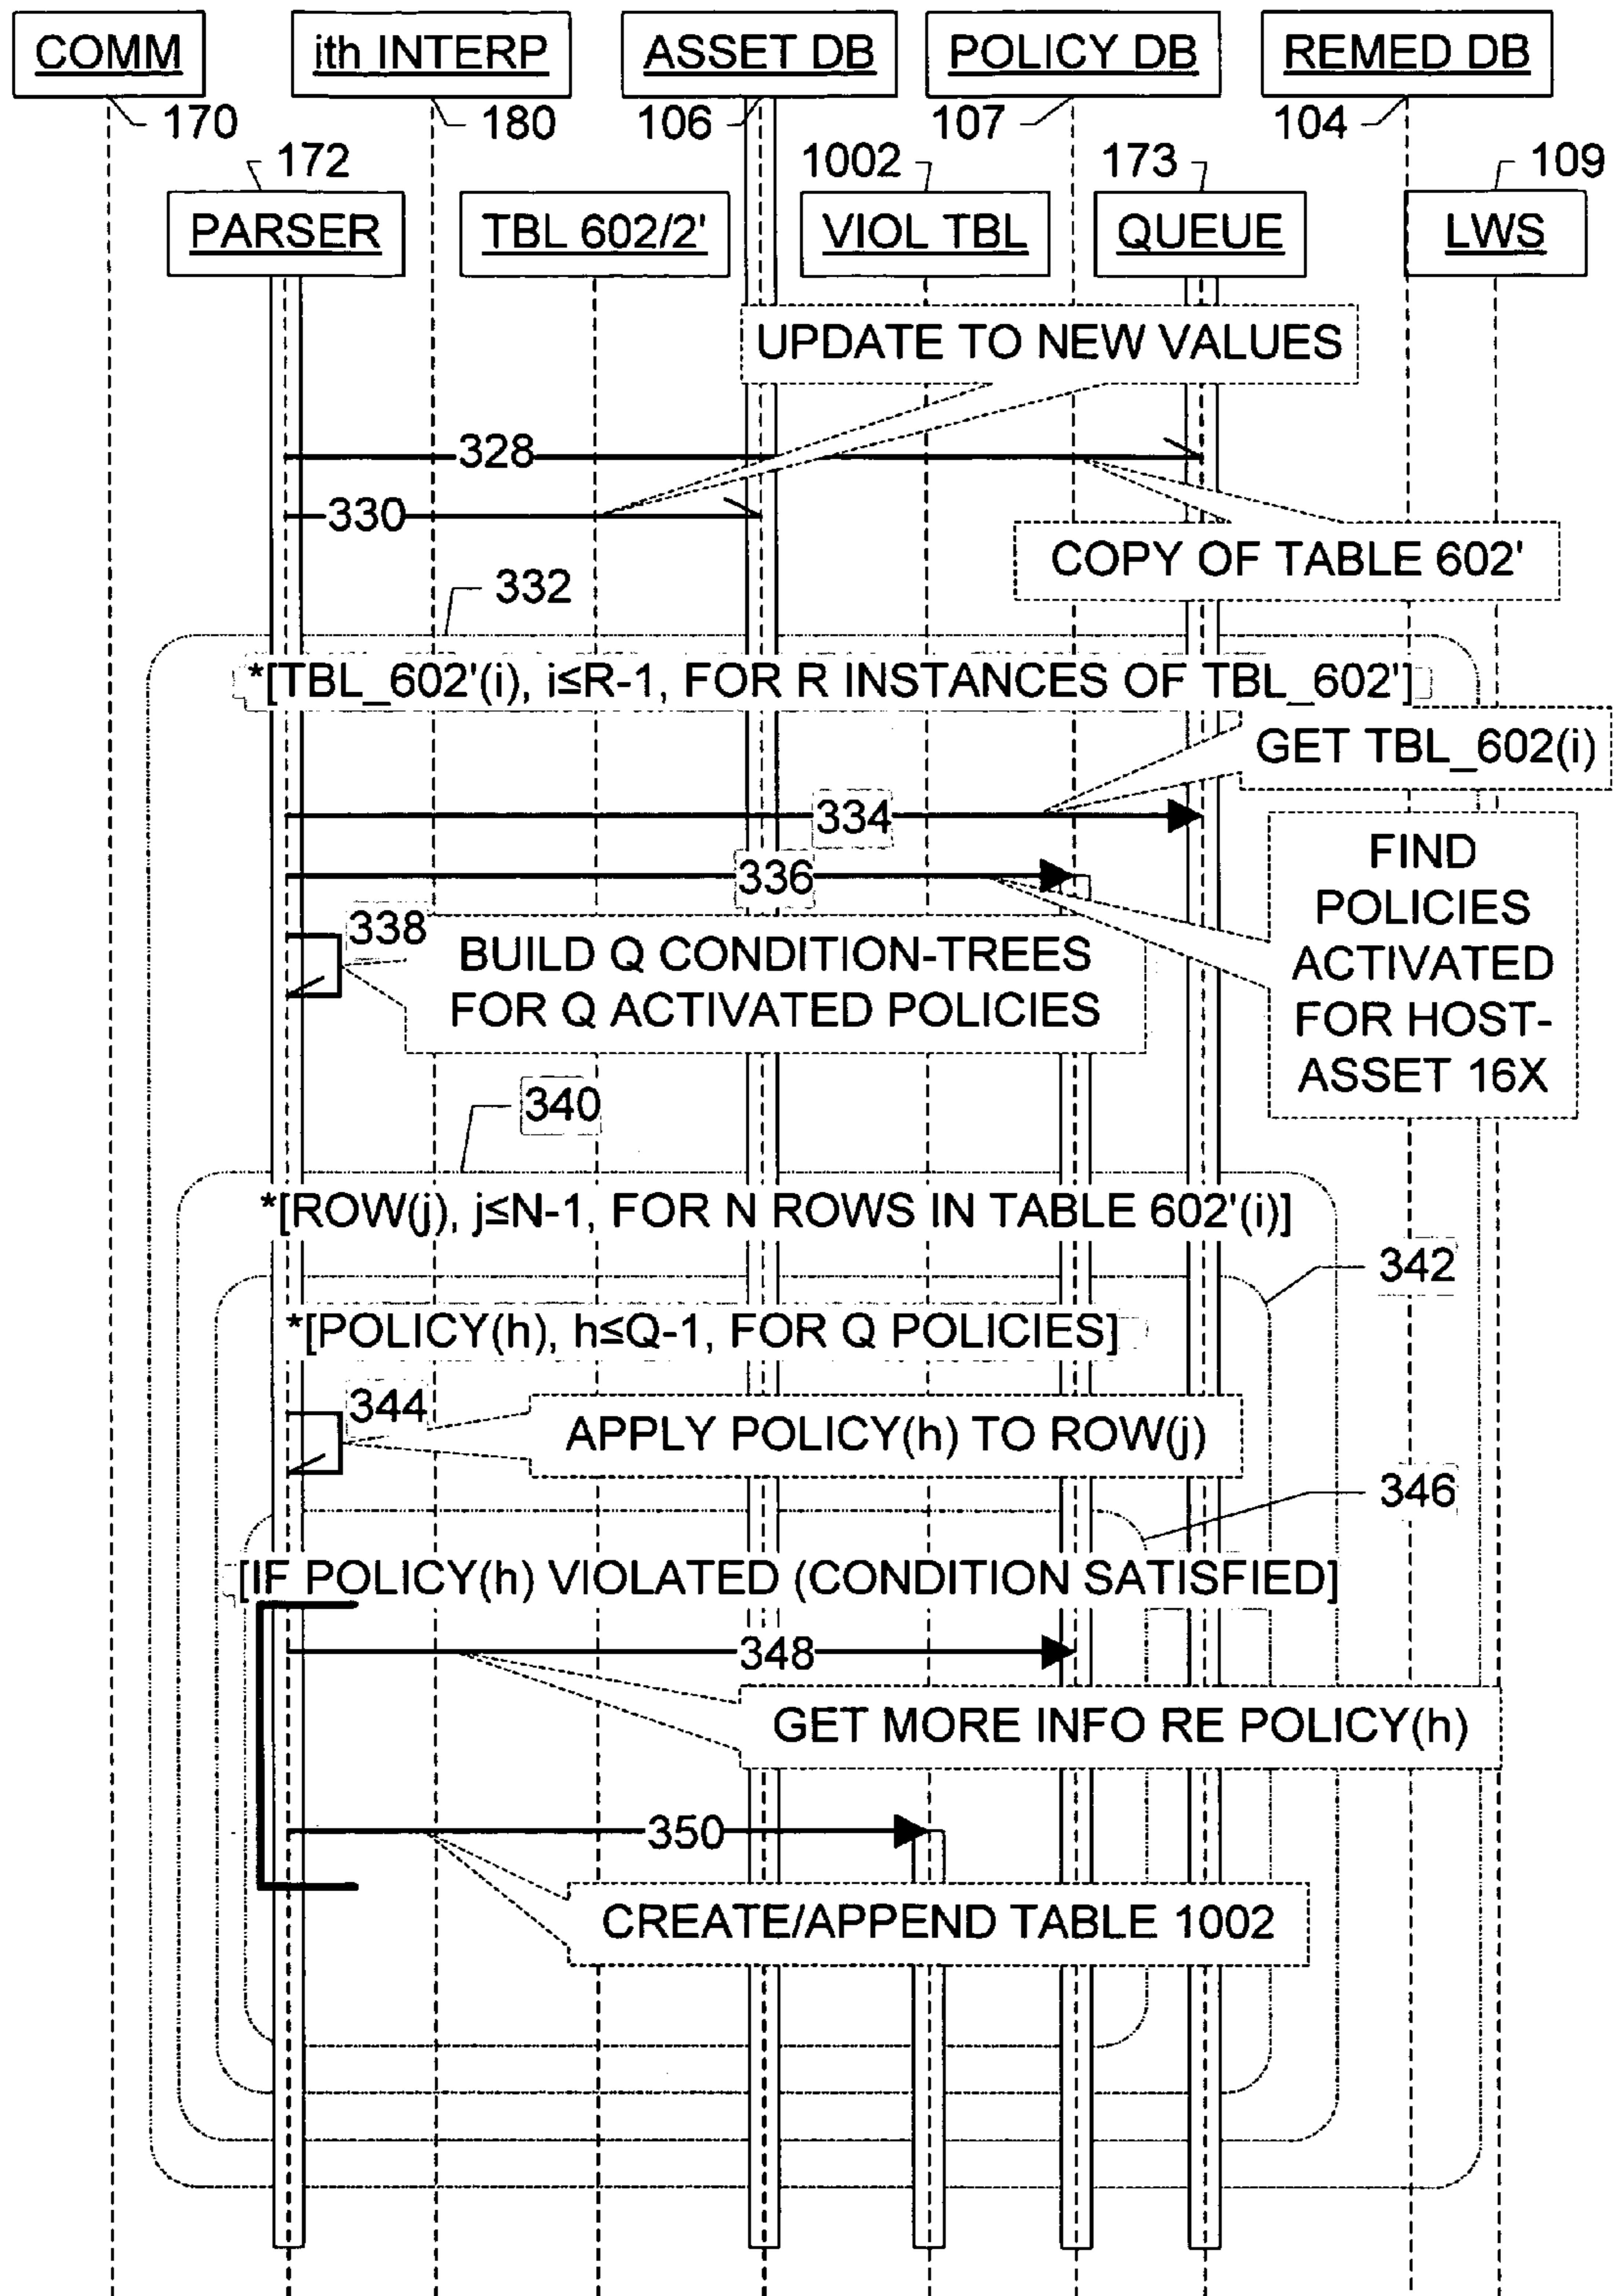 COMM
ith INTERP
ASSET DB
POLICY DB
REMED DB
170
180
106
107
104
172
1002
173
109
PARSER
TBL 602/2'
VIOL TBL
QUEUE
LWS
UPDATE TO NEW VALUES
328
330
COPY OF TABLE 602'
332
*[TBL_602'(i), i≤R-1, FOR R INSTANCES OF TBL_602']
GET TBL_602(i)
334
336
FIND
POLICIES
ACTIVATED
FOR HOST-
ASSET 16X
338
BUILD Q CONDITION-TREES
FOR Q ACTIVATED POLICIES
340
*[ROW(j), j≤N-1, FOR N ROWS IN TABLE 602'(i)]
342
*[POLICY(h), h≤Q-1, FOR Q POLICIES]
344
APPLY POLICY(h) TO ROW(j)
346
[IF POLICY(h) VIOLATED (CONDITION SATISFIED]
348
GET MORE INFO RE POLICY(h)
350
CREATE/APPEND TABLE 1002